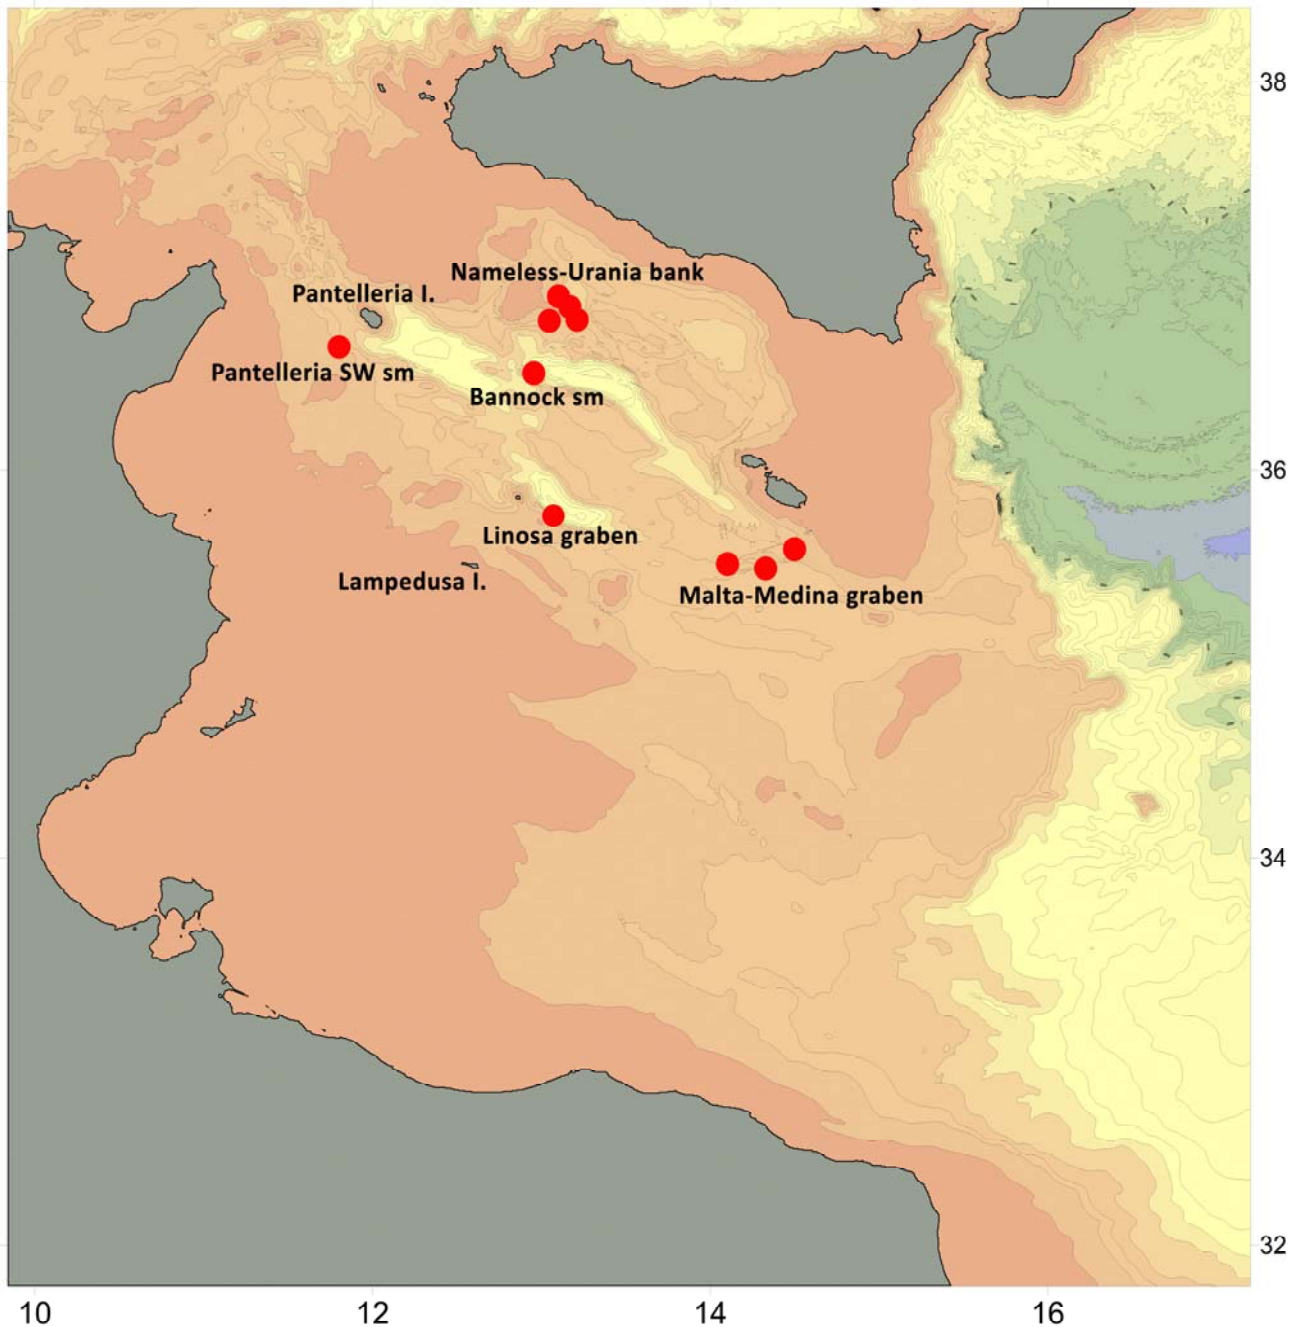 38
Nameless-Urania bank
Pantelleria I.
Pantelleria SW sm
Bannock sm
36
Linosa graben
Lampedusa I.
Malta-Medina graben
34
32
10
12
14
16